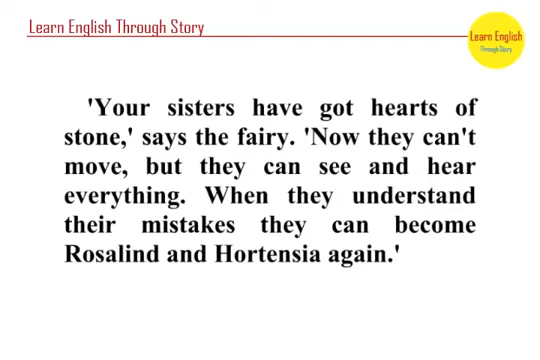 Learn English Through Story
Learn English
Through Story
'Your sisters have got hearts of
stone,' says the fairy. 'Now they can't
move, but they can see and hear
everything. When they understand
their mistakes they can become
Rosalind and Hortensia again.'